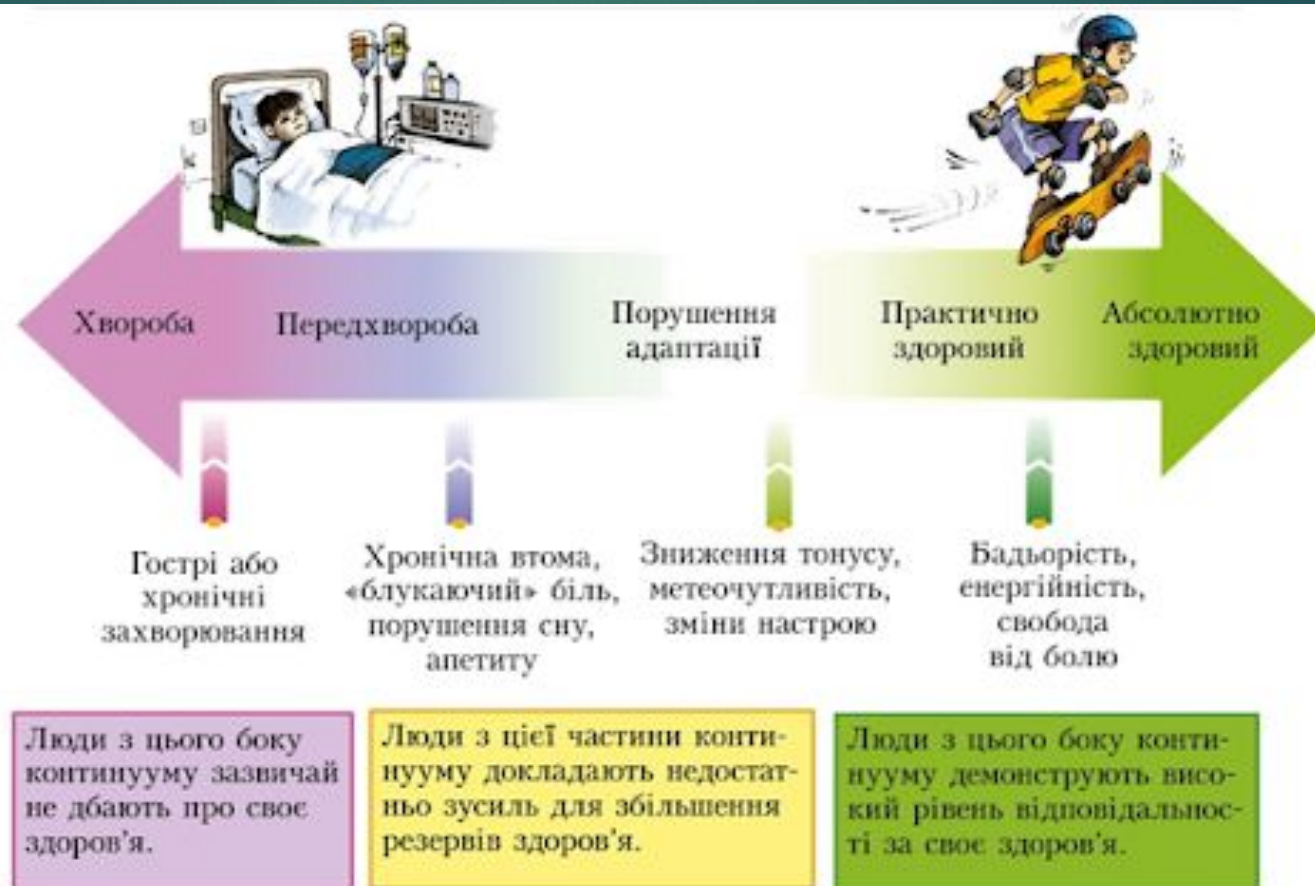 Хвороба
Передхвороба
Порушення
адаптації
Практично
здоровий
Абсолютно
здоровий
Гострі або
хронічні
захворювання
Хронічна втома,
«блукаючий» біль,
порушення сну,
апетиту
Зниження тонусу,
метеочутливість,
зміни настрою
Бадьорість,
енергійність,
свобода
від болю
Люди з цього боку
континууму зазвичай
не дбають про своє
здоров'я.
Люди з цієї частини конти-
нууму докладають недостат-
ньо зусиль для збільшення
резервів здоров'я.
Люди з цього боку конти-
нууму демонструють висо-
кий рівень відповідальнос-
ті за своє здоров'я.